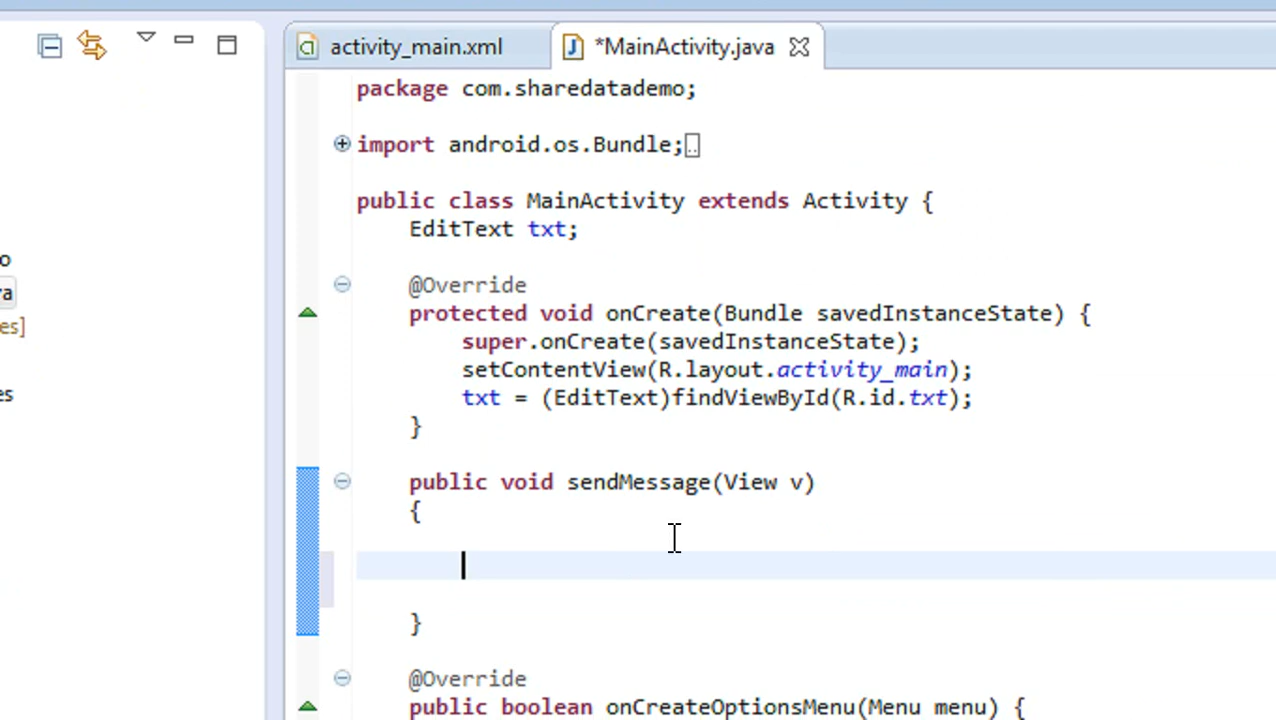 activity_main.xml
*MainActivity.java
o
a
es]
es
package com.sharedatademo;
import android.os.Bundle;
public class MainActivity extends Activity {
EditText txt;
@Override
protected void onCreate(Bundle savedInstanceState) {
super.onCreate(savedInstanceState);
setContentView(R.layout.activity_main);
txt = (EditText)findViewById(R.id.txt);
}
public void sendMessage(View v)
{
}
@Override
public boolean onCreateOptionsMenu(Menu menu) {